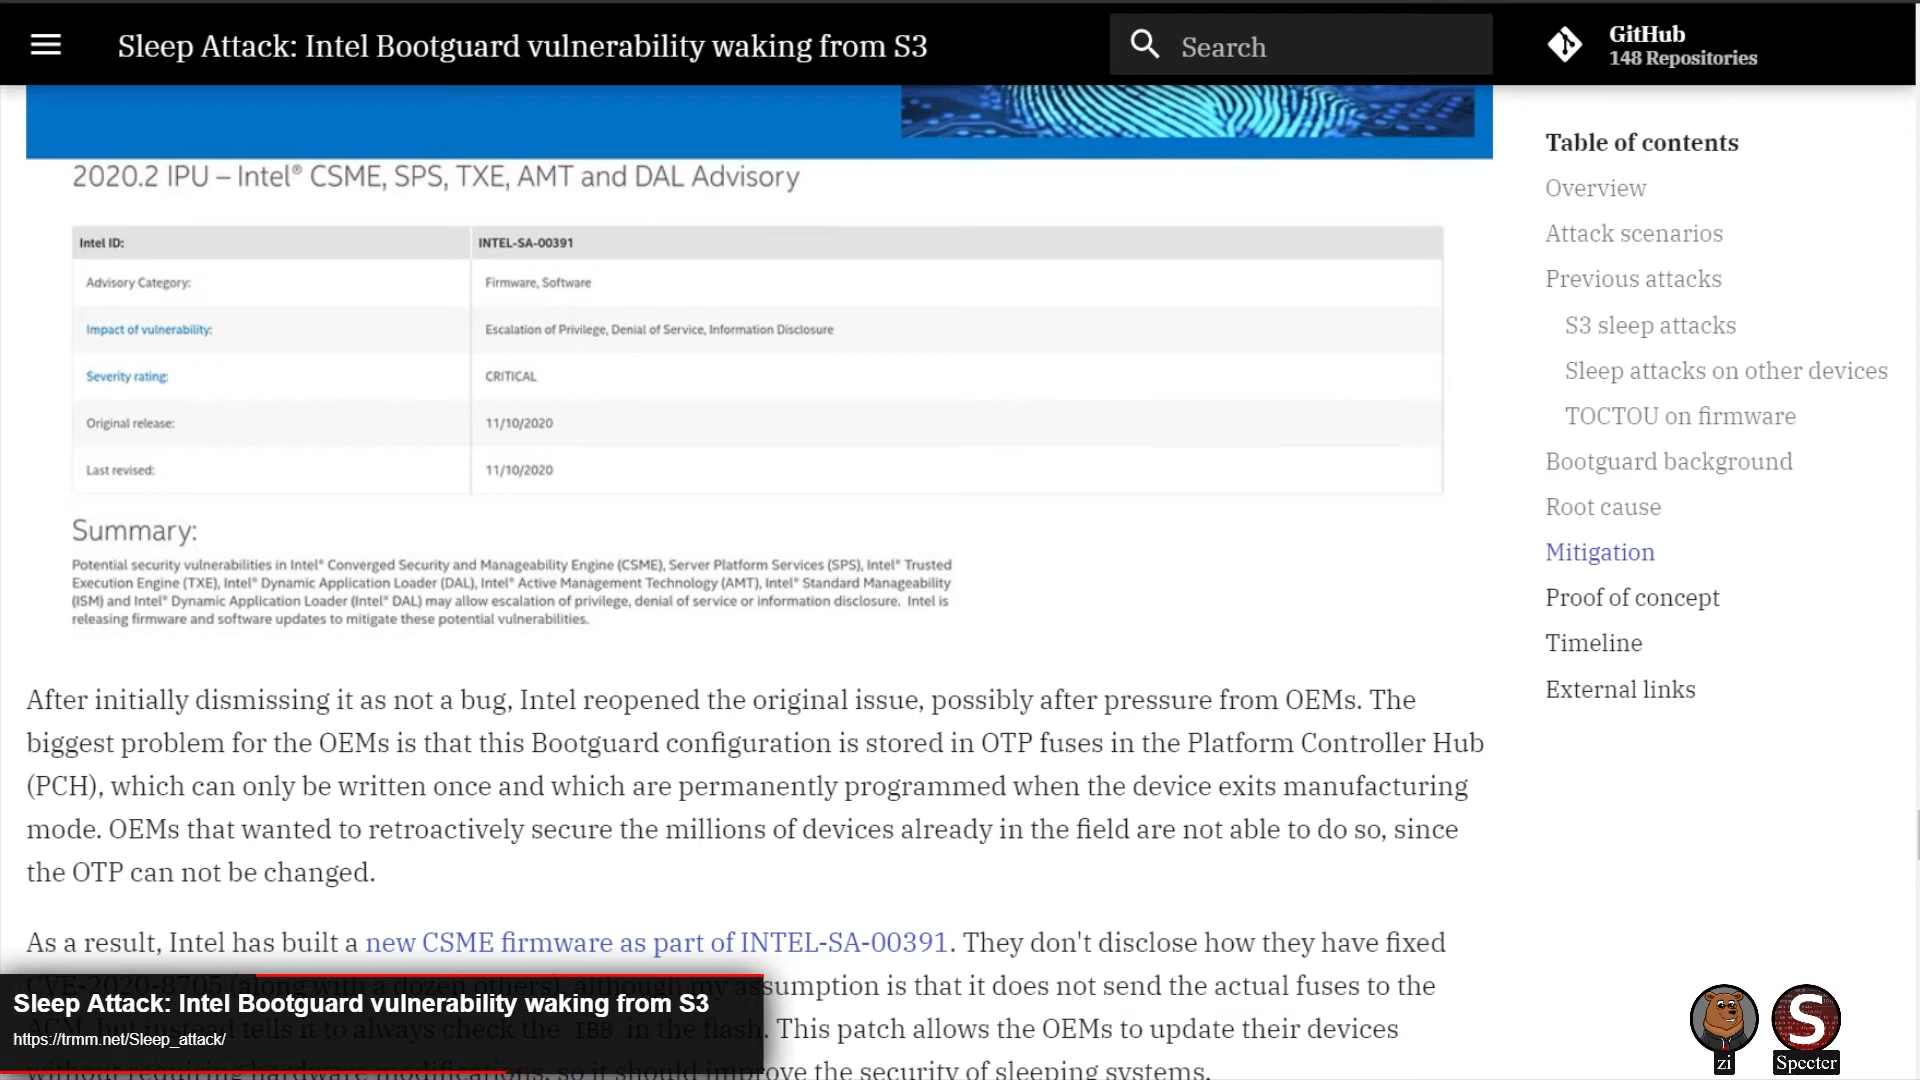 Sleep Attack: Intel Bootguard vulnerability waking from S3
Search
GitHub
148 Repositories
2020.2 IPU – Intel® CSME, SPS, TXE, AMT and DAL Advisory
Intel ID: INTEL-SA-00391
Advisory Category: Firmware, Software
Impact of vulnerability: Escalation of Privilege, Denial of Service, Information Disclosure
Severity rating: CRITICAL
Original release: 11/10/2020
Last revised: 11/10/2020
Summary:
Potential security vulnerabilities in Intel® Converged Security and Manageability Engine (CSME), Server Platform Services (SPS), Intel® Trusted
Execution Engine (TXE), Intel® Dynamic Application Loader (DAL), Intel® Active Management Technology (AMT), Intel® Standard Manageability
(ISM) and Intel® Dynamic Application Loader (Intel® DAL) may allow escalation of privilege, denial of service or information disclosure. Intel is
releasing firmware and software updates to mitigate these potential vulnerabilities.
After initially dismissing it as not a bug, Intel reopened the original issue, possibly after pressure from OEMs. The
biggest problem for the OEMs is that this Bootguard configuration is stored in OTP fuses in the Platform Controller Hub
(PCH), which can only be written once and which are permanently programmed when the device exits manufacturing
mode. OEMs that wanted to retroactively secure the millions of devices already in the field are not able to do so, since
the OTP can not be changed.
As a result, Intel has built a new CSME firmware as part of INTEL-SA-00391. They don't disclose how they have fixed
CVE-2020-8705 (along with a dozen others), although my assumption is that it does not send the actual fuses to the
ACM, but instead tells it to always check the IBB in the flash. This patch allows the OEMs to update their devices
without requiring hardware modifications, so it should improve the security of sleeping systems.
Table of contents
Overview
Attack scenarios
Previous attacks
S3 sleep attacks
Sleep attacks on other devices
TOCTOU on firmware
Bootguard background
Root cause
Mitigation
Proof of concept
Timeline
External links
Sleep Attack: Intel Bootguard vulnerability waking from S3
https://trmm.net/Sleep_attack/
S
zi
Specter